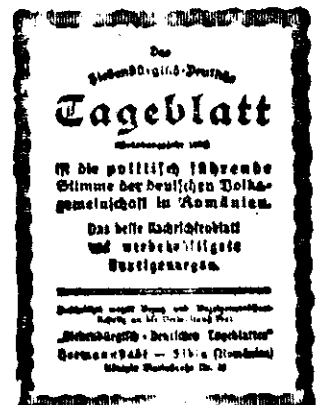 Das
Siebenbürgisch-Deutsche
Tageblatt
ist die politisch führende
Stimme der deutschen Volks-
gemeinschaft in Rumänien.
Das beste Nachrichtenblatt
und werbekräftigste
Anzeigenorgan.
„Siebenbürgisch-Deutschen Tageblattes“
Hermannstadt — Sibiu (Rumänien)